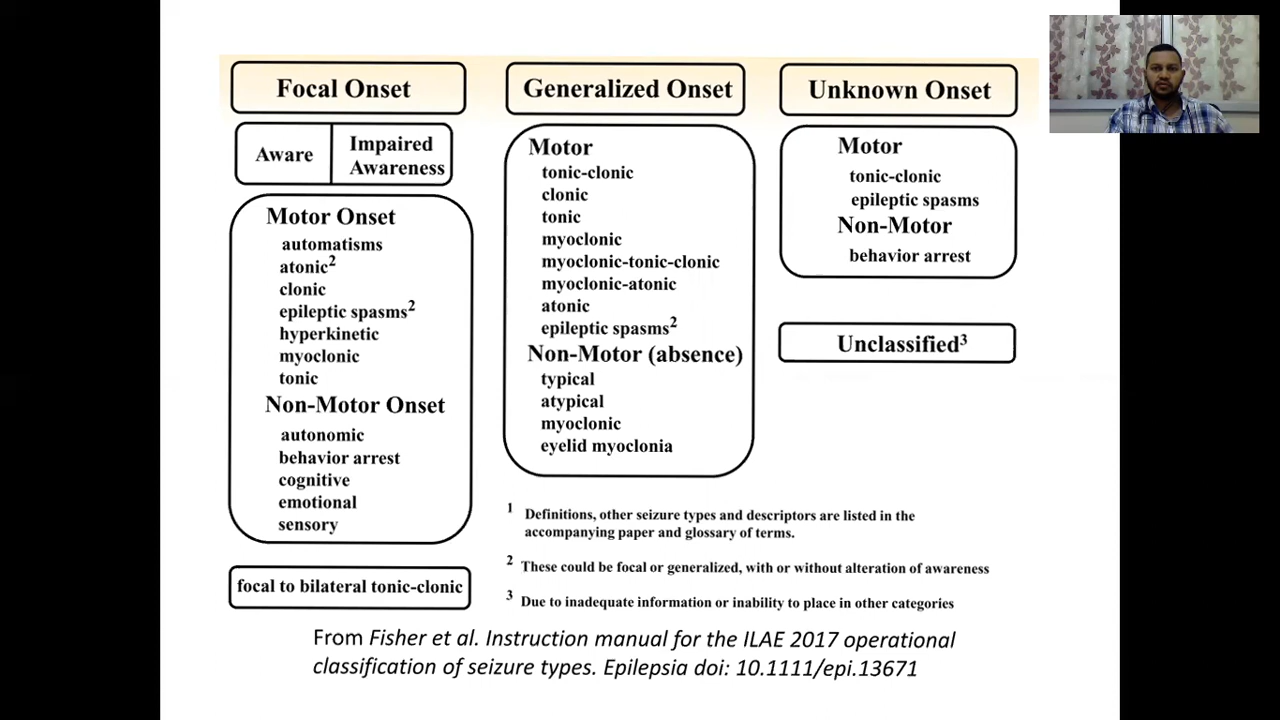 Focal Onset
Aware
Impaired
Awareness
Motor Onset
automatisms
atonic2
clonic
epileptic spasms2
hyperkinetic
myoclonic
tonic
Non-Motor Onset
autonomic
behavior arrest
cognitive
emotional
sensory
focal to bilateral tonic-clonic
Generalized Onset
Motor
tonic-clonic
clonic
tonic
myoclonic
myoclonic-tonic-clonic
myoclonic-atonic
atonic
epileptic spasms2
Non-Motor (absence)
typical
atypical
myoclonic
eyelid myoclonia
Unknown Onset
Motor
tonic-clonic
epileptic spasms
Non-Motor
behavior arrest
Unclassified3
1 Definitions, other seizure types and descriptors are listed in the
accompanying paper and glossary of terms.
2 These could be focal or generalized, with or without alteration of awareness
3 Due to inadequate information or inability to place in other categories
From Fisher et al. Instruction manual for the ILAE 2017 operational
classification of seizure types. Epilepsia doi: 10.1111/epi.13671